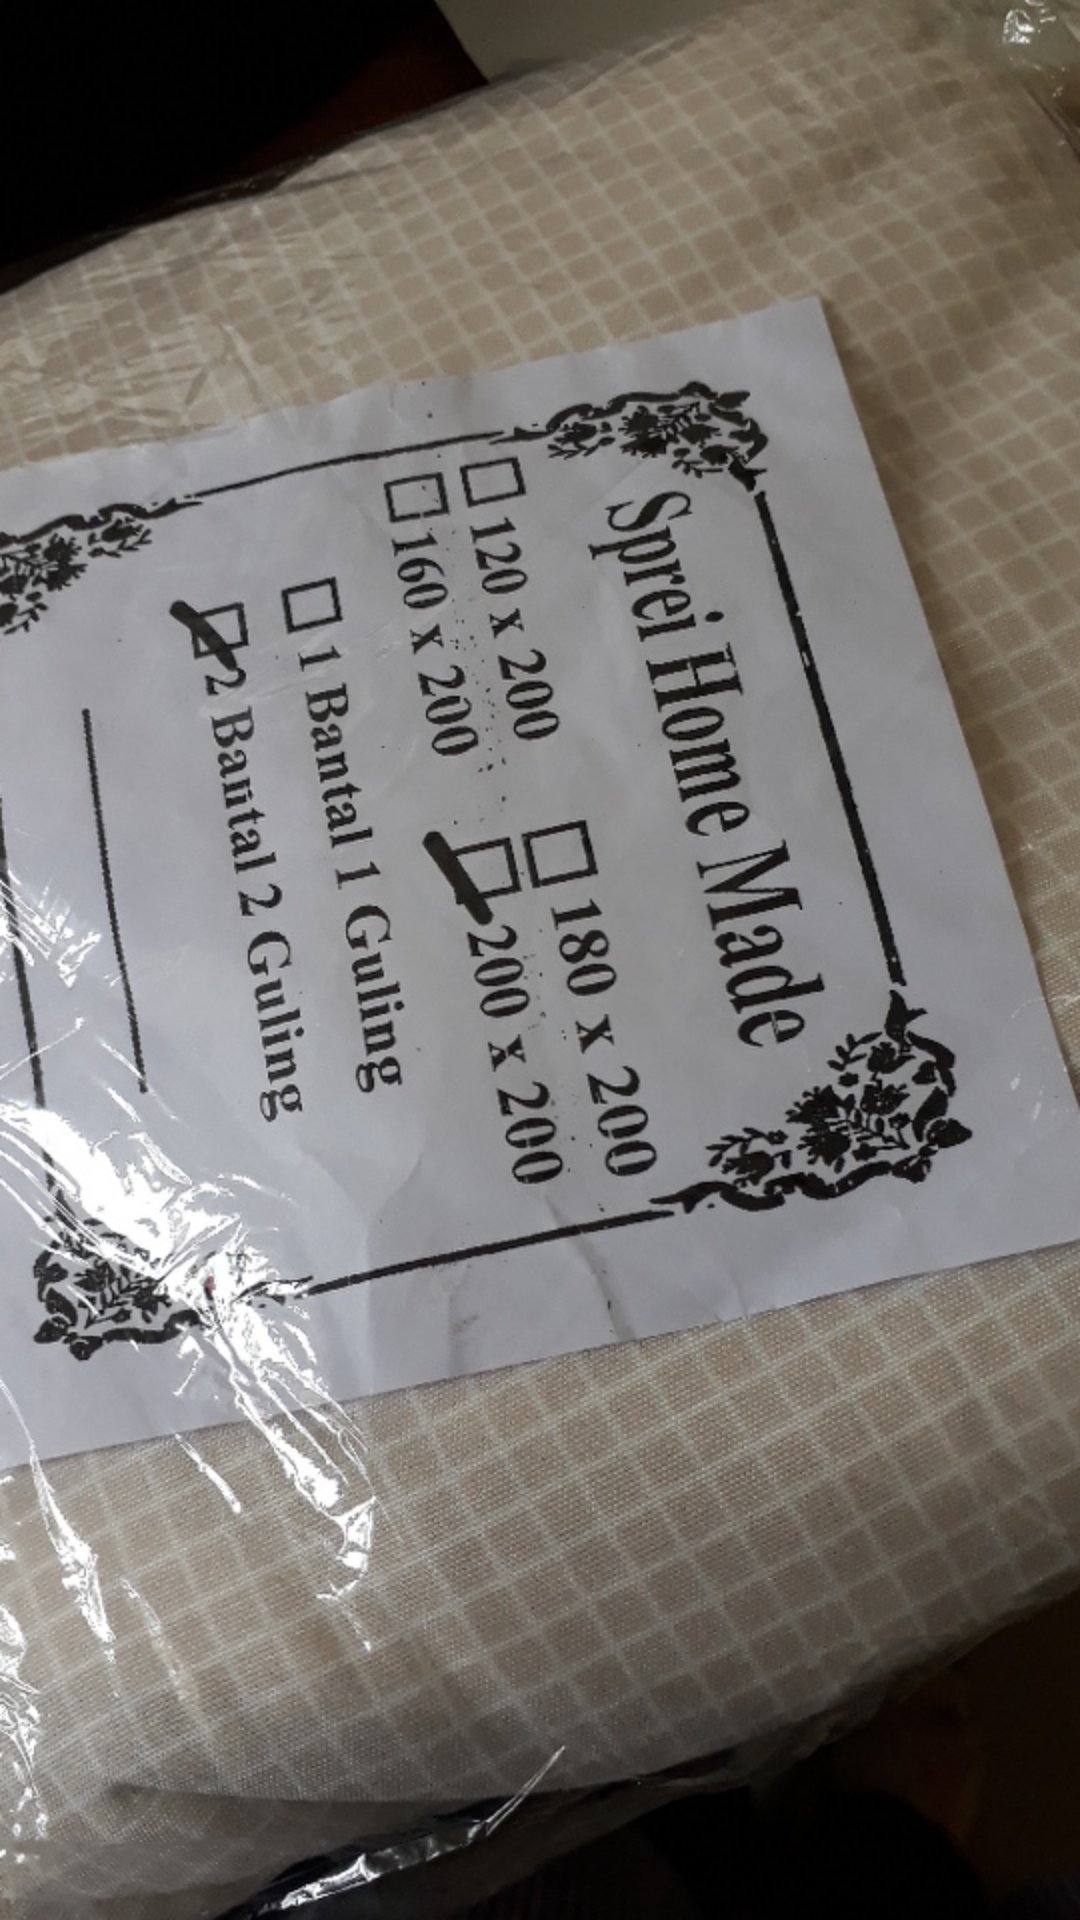 Sprei Home Made
120 x 200 180 x 200
160 x 200 200 x 200
1 Bantal 1 Guling
2 Bantal 2 Guling